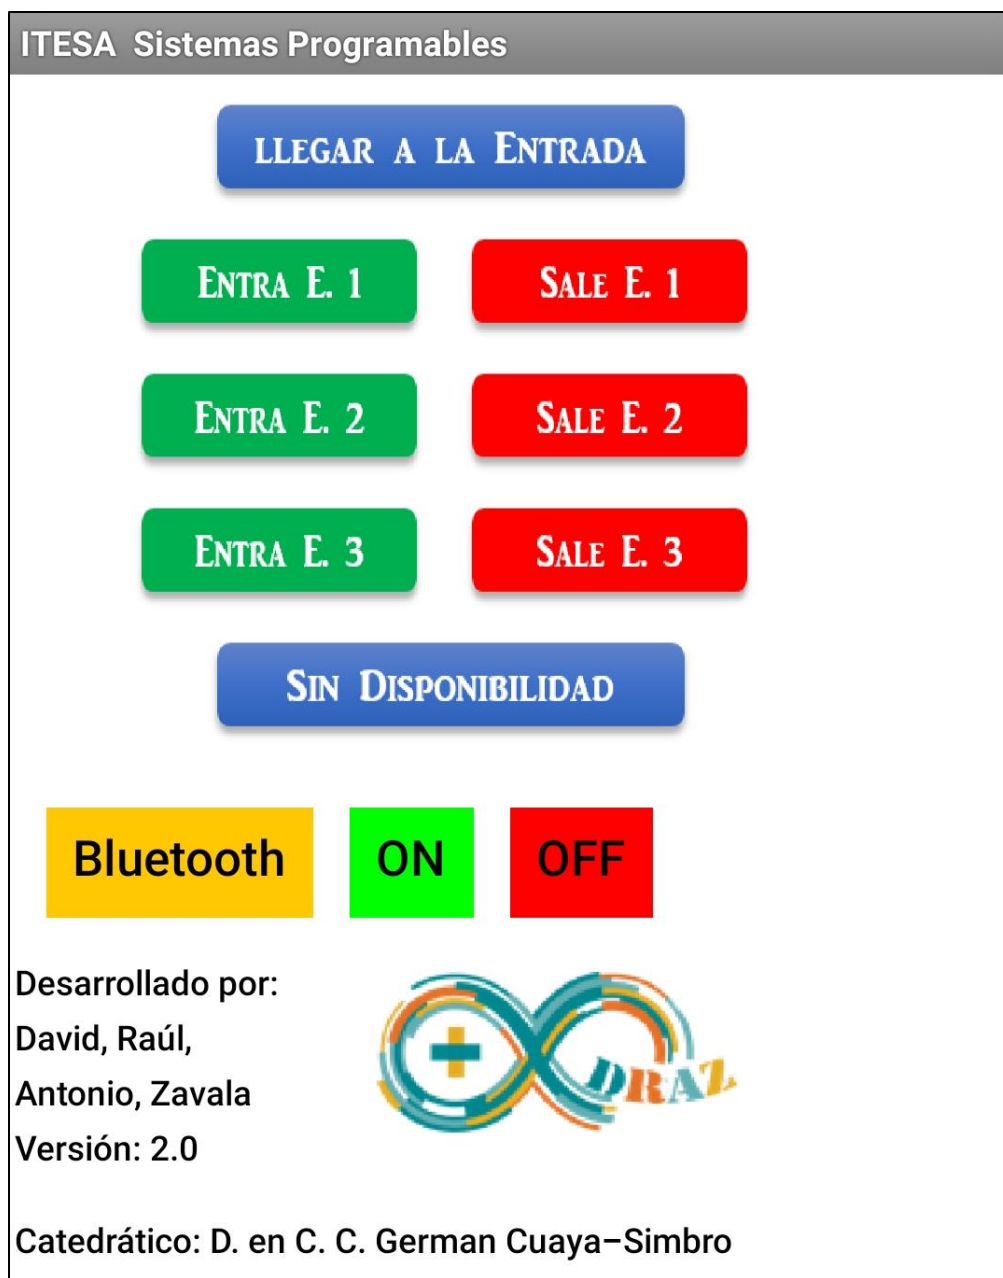 ITESA Sistemas Programables
LLEGAR A LA ENTRADA
ENTRA E. 1 SALE E. 1
ENTRA E. 2 SALE E. 2
ENTRA E. 3 SALE E. 3
SIN DISPONIBILIDAD
Bluetooth ON OFF
Desarrollado por:
David, Raúl,
Antonio, Zavala
Versión: 2.0
DRAZ
Catedrático: D. en C. C. German Cuaya–Simbro